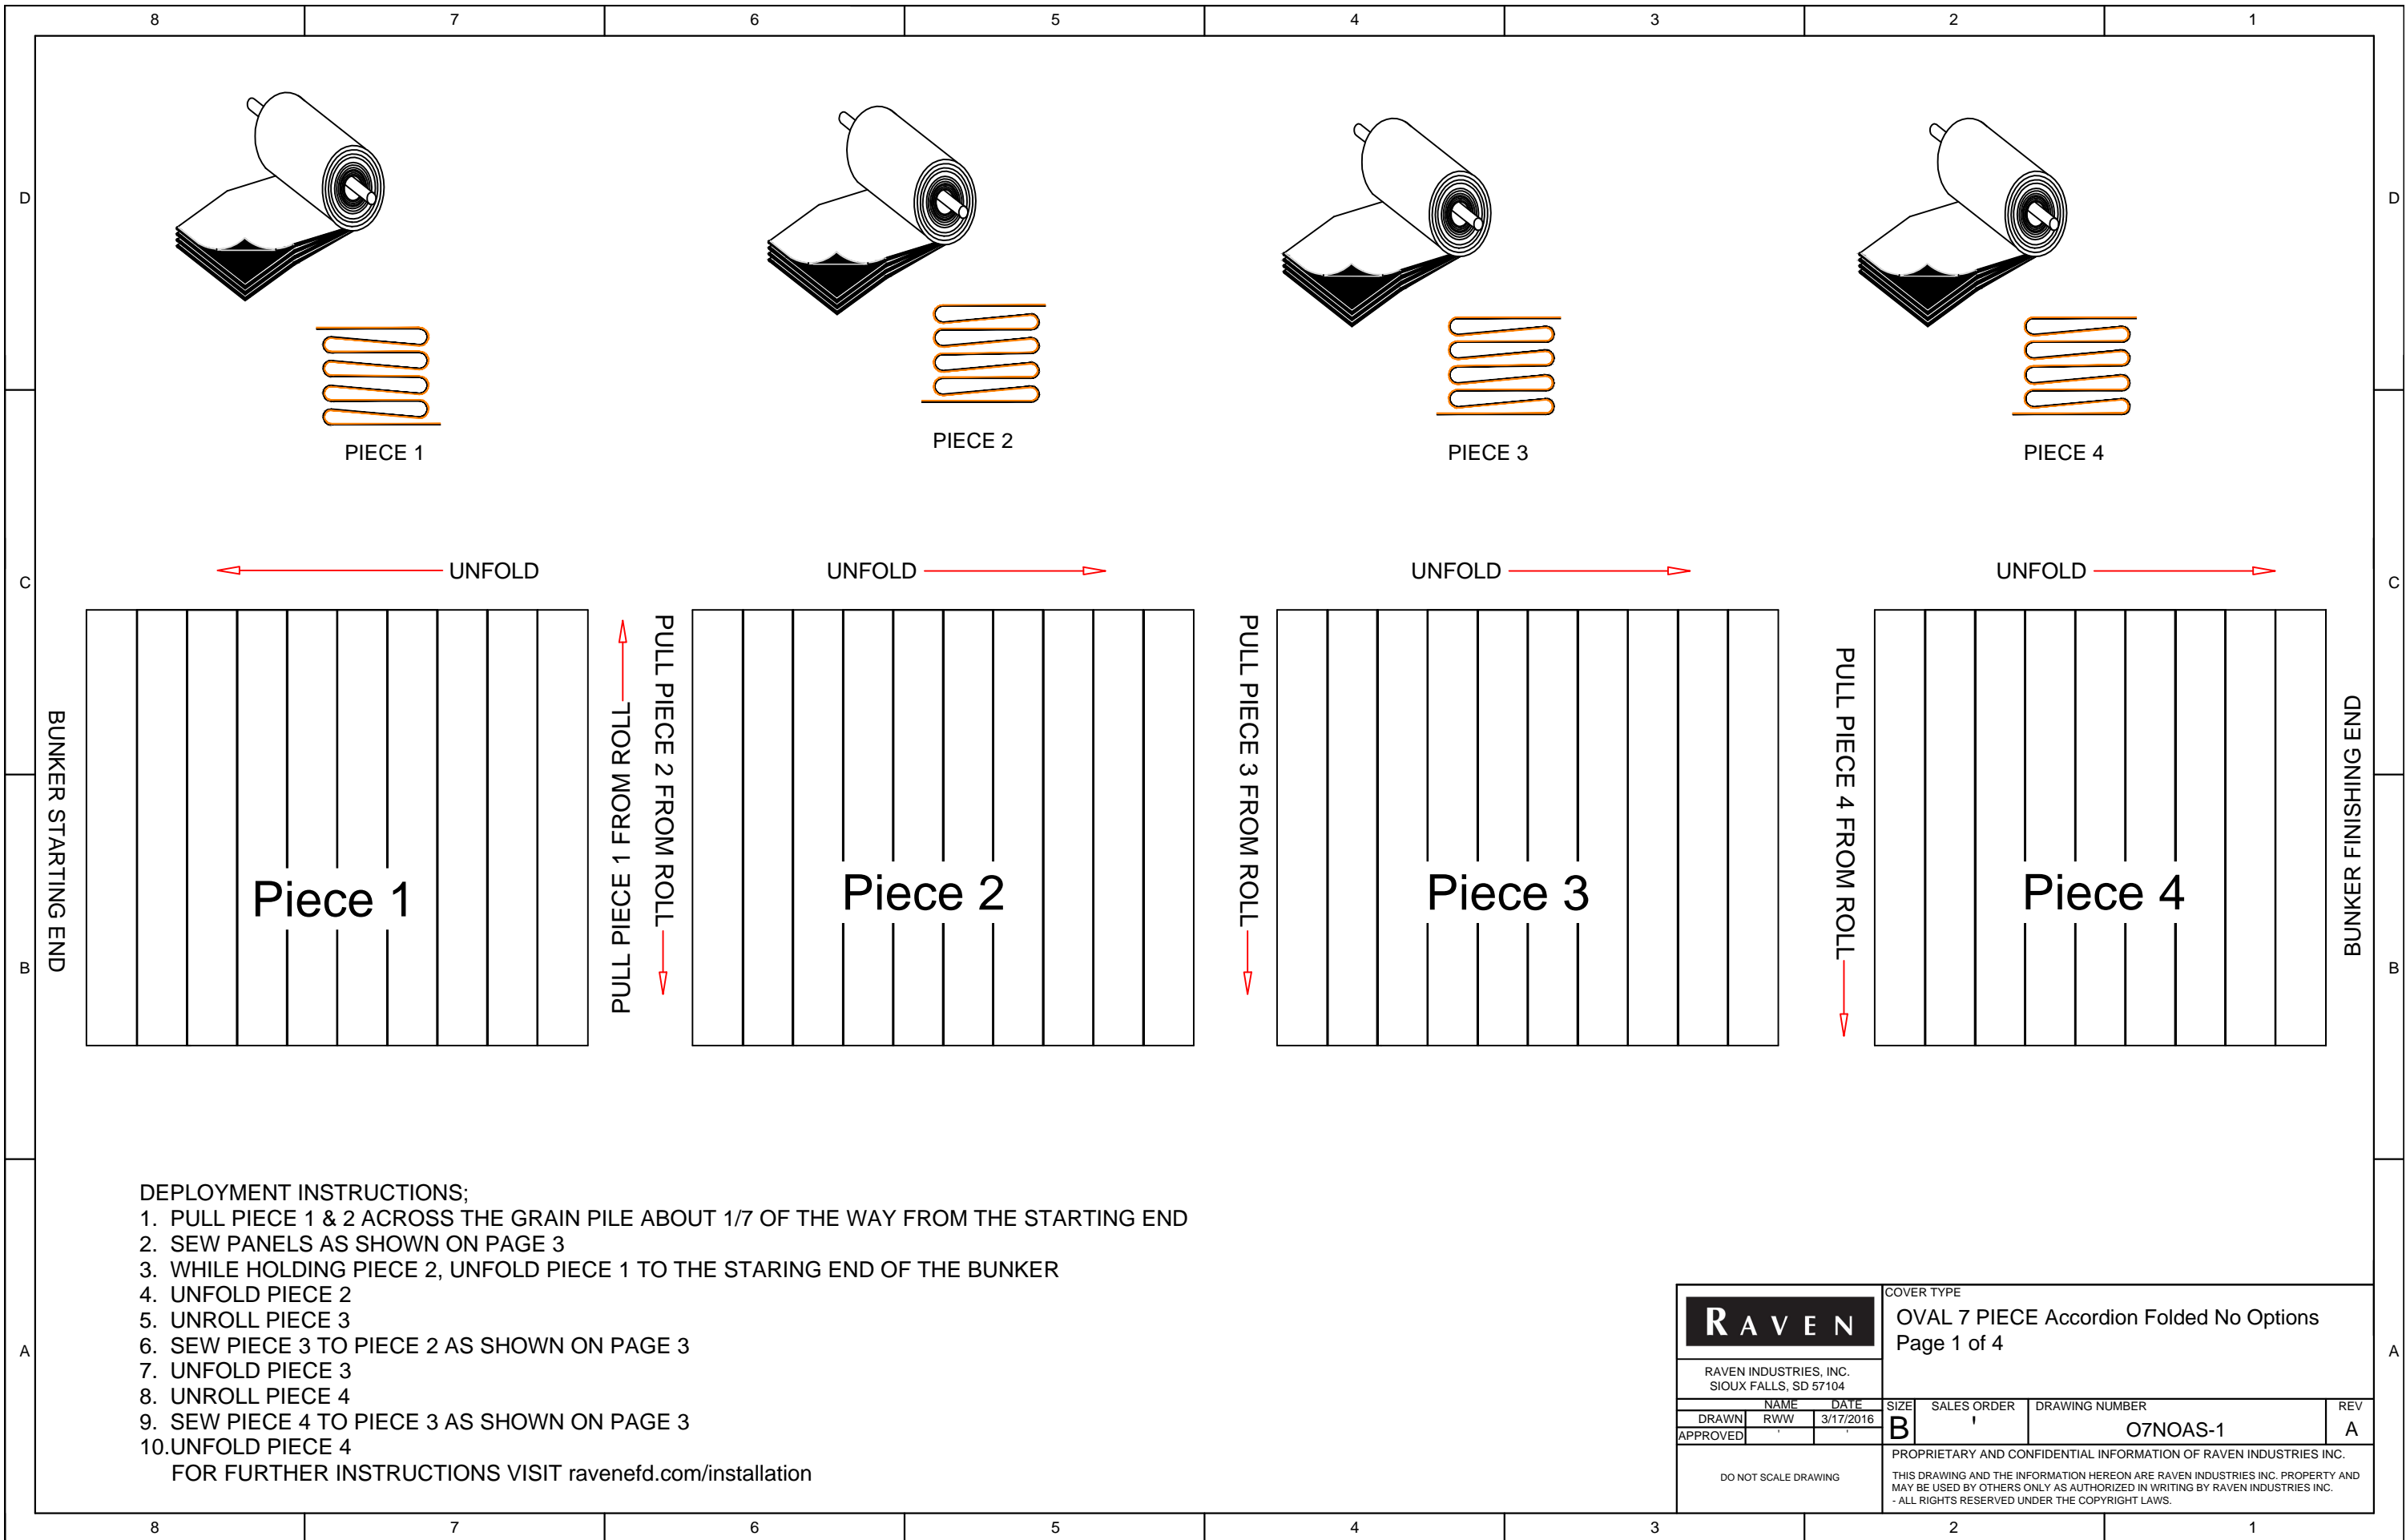 8 7 6 5 4 3 2 1
D D
PIECE 1
PIECE 2
PIECE 3
PIECE 4
UNFOLD
UNFOLD
UNFOLD
UNFOLD
C C
BUNKER STARTING END
Piece 1
PULL PIECE 1 FROM ROLL
PULL PIECE 2 FROM ROLL
Piece 2
PULL PIECE 3 FROM ROLL
Piece 3
PULL PIECE 4 FROM ROLL
Piece 4
BUNKER FINISHING END
B B
DEPLOYMENT INSTRUCTIONS;
1. PULL PIECE 1 & 2 ACROSS THE GRAIN PILE ABOUT 1/7 OF THE WAY FROM THE STARTING END
2. SEW PANELS AS SHOWN ON PAGE 3
3. WHILE HOLDING PIECE 2, UNFOLD PIECE 1 TO THE STARING END OF THE BUNKER
4. UNFOLD PIECE 2
5. UNROLL PIECE 3
6. SEW PIECE 3 TO PIECE 2 AS SHOWN ON PAGE 3
7. UNFOLD PIECE 3
8. UNROLL PIECE 4
9. SEW PIECE 4 TO PIECE 3 AS SHOWN ON PAGE 3
10.UNFOLD PIECE 4
FOR FURTHER INSTRUCTIONS VISIT ravenefd.com/installation
A A
RAVEN
RAVEN INDUSTRIES, INC.
SIOUX FALLS, SD 57104
NAME DATE
DRAWN RWW 3/17/2016
APPROVED ' '
DO NOT SCALE DRAWING
COVER TYPE
OVAL 7 PIECE Accordion Folded No Options
Page 1 of 4
SIZE SALES ORDER DRAWING NUMBER REV
B ' O7NOAS-1 A
PROPRIETARY AND CONFIDENTIAL INFORMATION OF RAVEN INDUSTRIES INC.
THIS DRAWING AND THE INFORMATION HEREON ARE RAVEN INDUSTRIES INC. PROPERTY AND
MAY BE USED BY OTHERS ONLY AS AUTHORIZED IN WRITING BY RAVEN INDUSTRIES INC.
- ALL RIGHTS RESERVED UNDER THE COPYRIGHT LAWS.
8 7 6 5 4 3 2 1